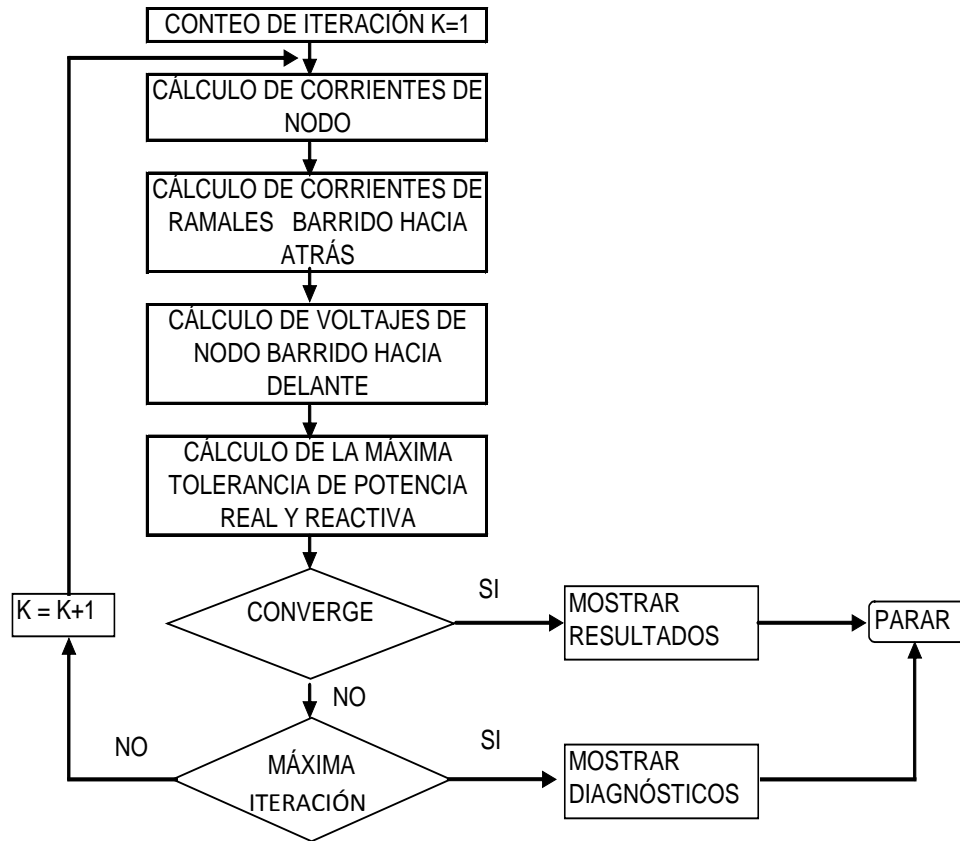 CONTEO DE ITERACIÓN K=1
CÁLCULO DE CORRIENTES DE
NODO
CÁLCULO DE CORRIENTES DE
RAMALES BARRIDO HACIA
ATRÁS
CÁLCULO DE VOLTAJES DE
NODO BARRIDO HACIA
DELANTE
CÁLCULO DE LA MÁXIMA
TOLERANCIA DE POTENCIA
REAL Y REACTIVA
CONVERGE
SI
MOSTRAR
RESULTADOS
PARAR
K = K+1
NO
MÁXIMA
ITERACIÓN
NO
SI
MOSTRAR
DIAGNÓSTICOS